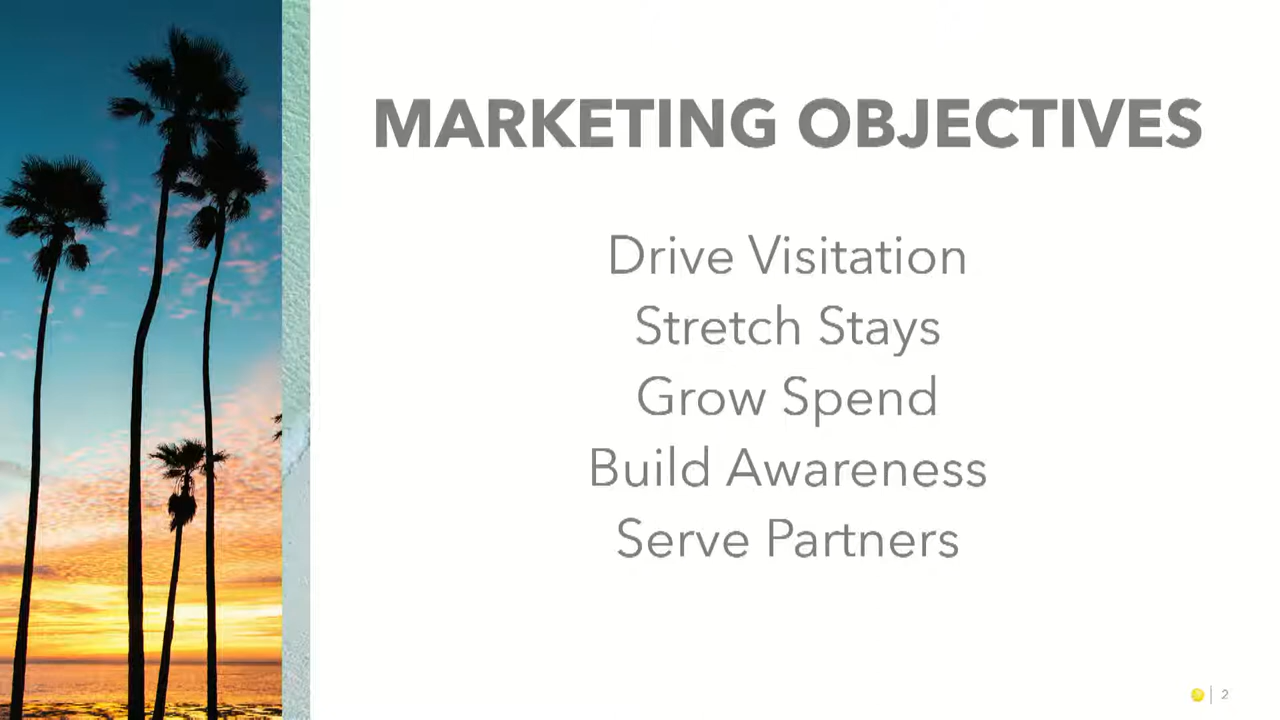 MARKETING OBJECTIVES
Drive Visitation
Stretch Stays
Grow Spend
Build Awareness
Serve Partners
2